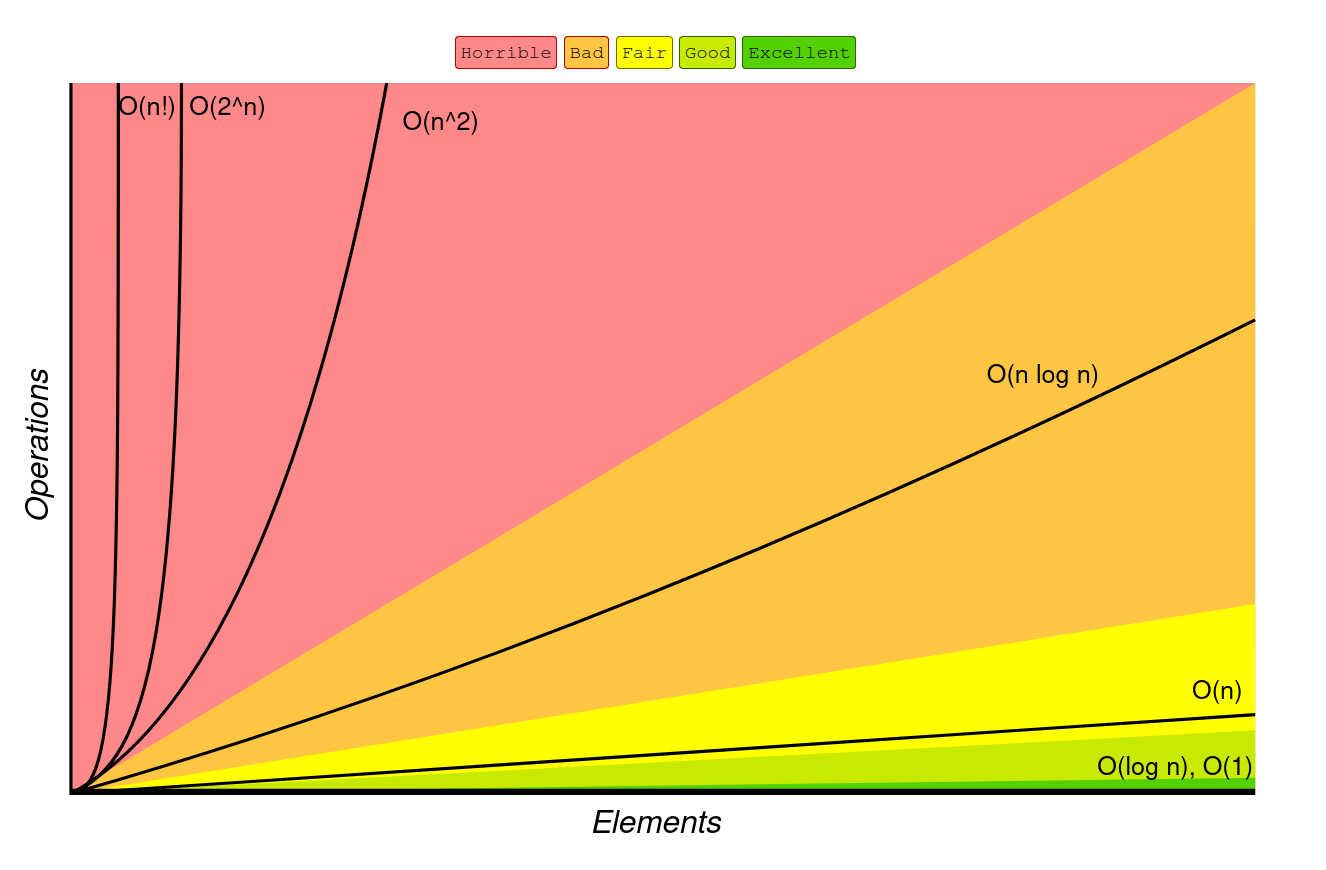 Horrible Bad Fair Good Excellent
O(n!) O(2^n)
O(n^2)
O(n log n)
Operations
O(n)
O(log n), O(1)
Elements